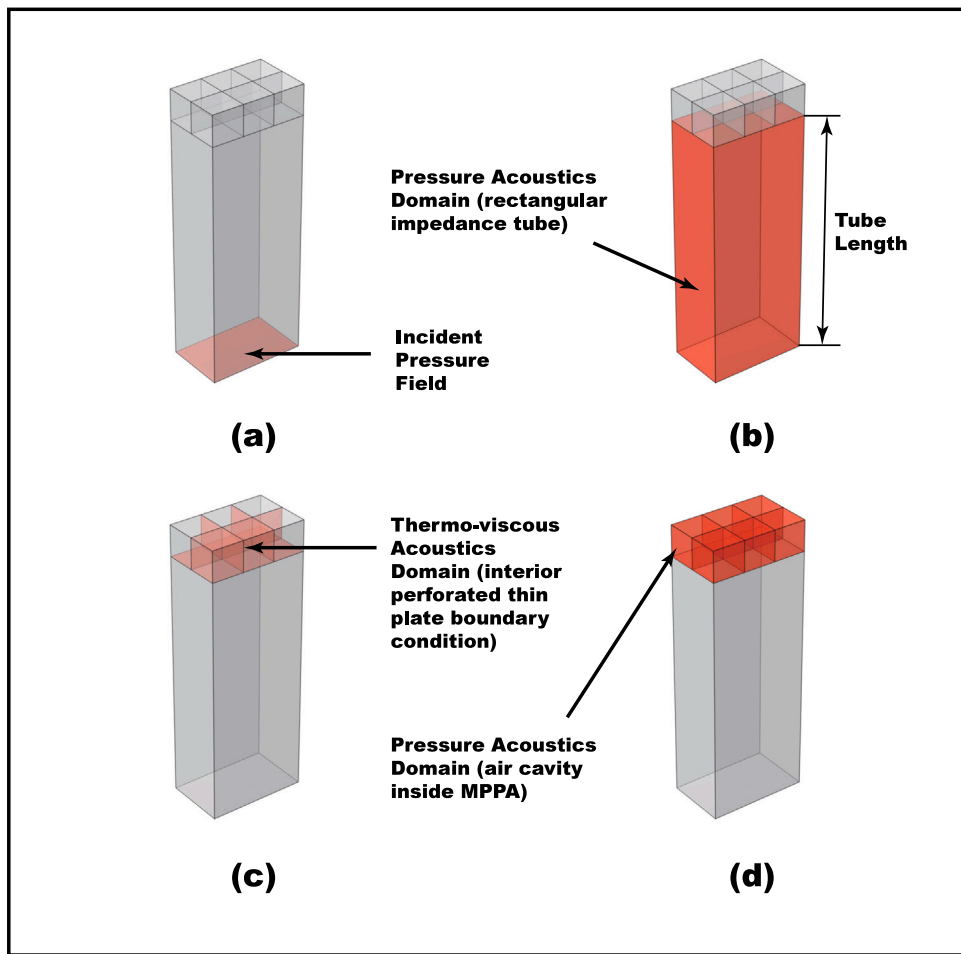 Pressure Acoustics
Domain (rectangular
impedance tube)
Tube
Length
Incident
Pressure
Field
(a)
(b)
Thermo-viscous
Acoustics
Domain (interior
perforated thin
plate boundary
condition)
Pressure Acoustics
Domain (air cavity
inside MPPA)
(c)
(d)